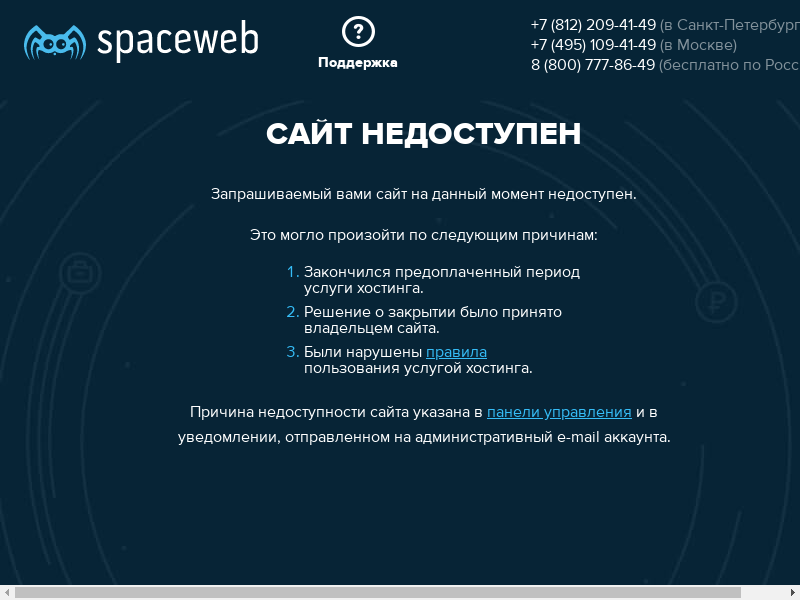 spaceweb
Поддержка
+7 (812) 209-41-49 (в Санкт-Петербург
+7 (495) 109-41-49 (в Москве)
8 (800) 777-86-49 (бесплатно по Росс
САЙТ НЕДОСТУПЕН
Запрашиваемый вами сайт на данный момент недоступен.
Это могло произойти по следующим причинам:
1. Закончился предоплаченный период
услуги хостинга.
2. Решение о закрытии было принято
владельцем сайта.
3. Были нарушены правила
пользования услугой хостинга.
Причина недоступности сайта указана в панели управления и в
уведомлении, отправленном на административный e-mail аккаунта.